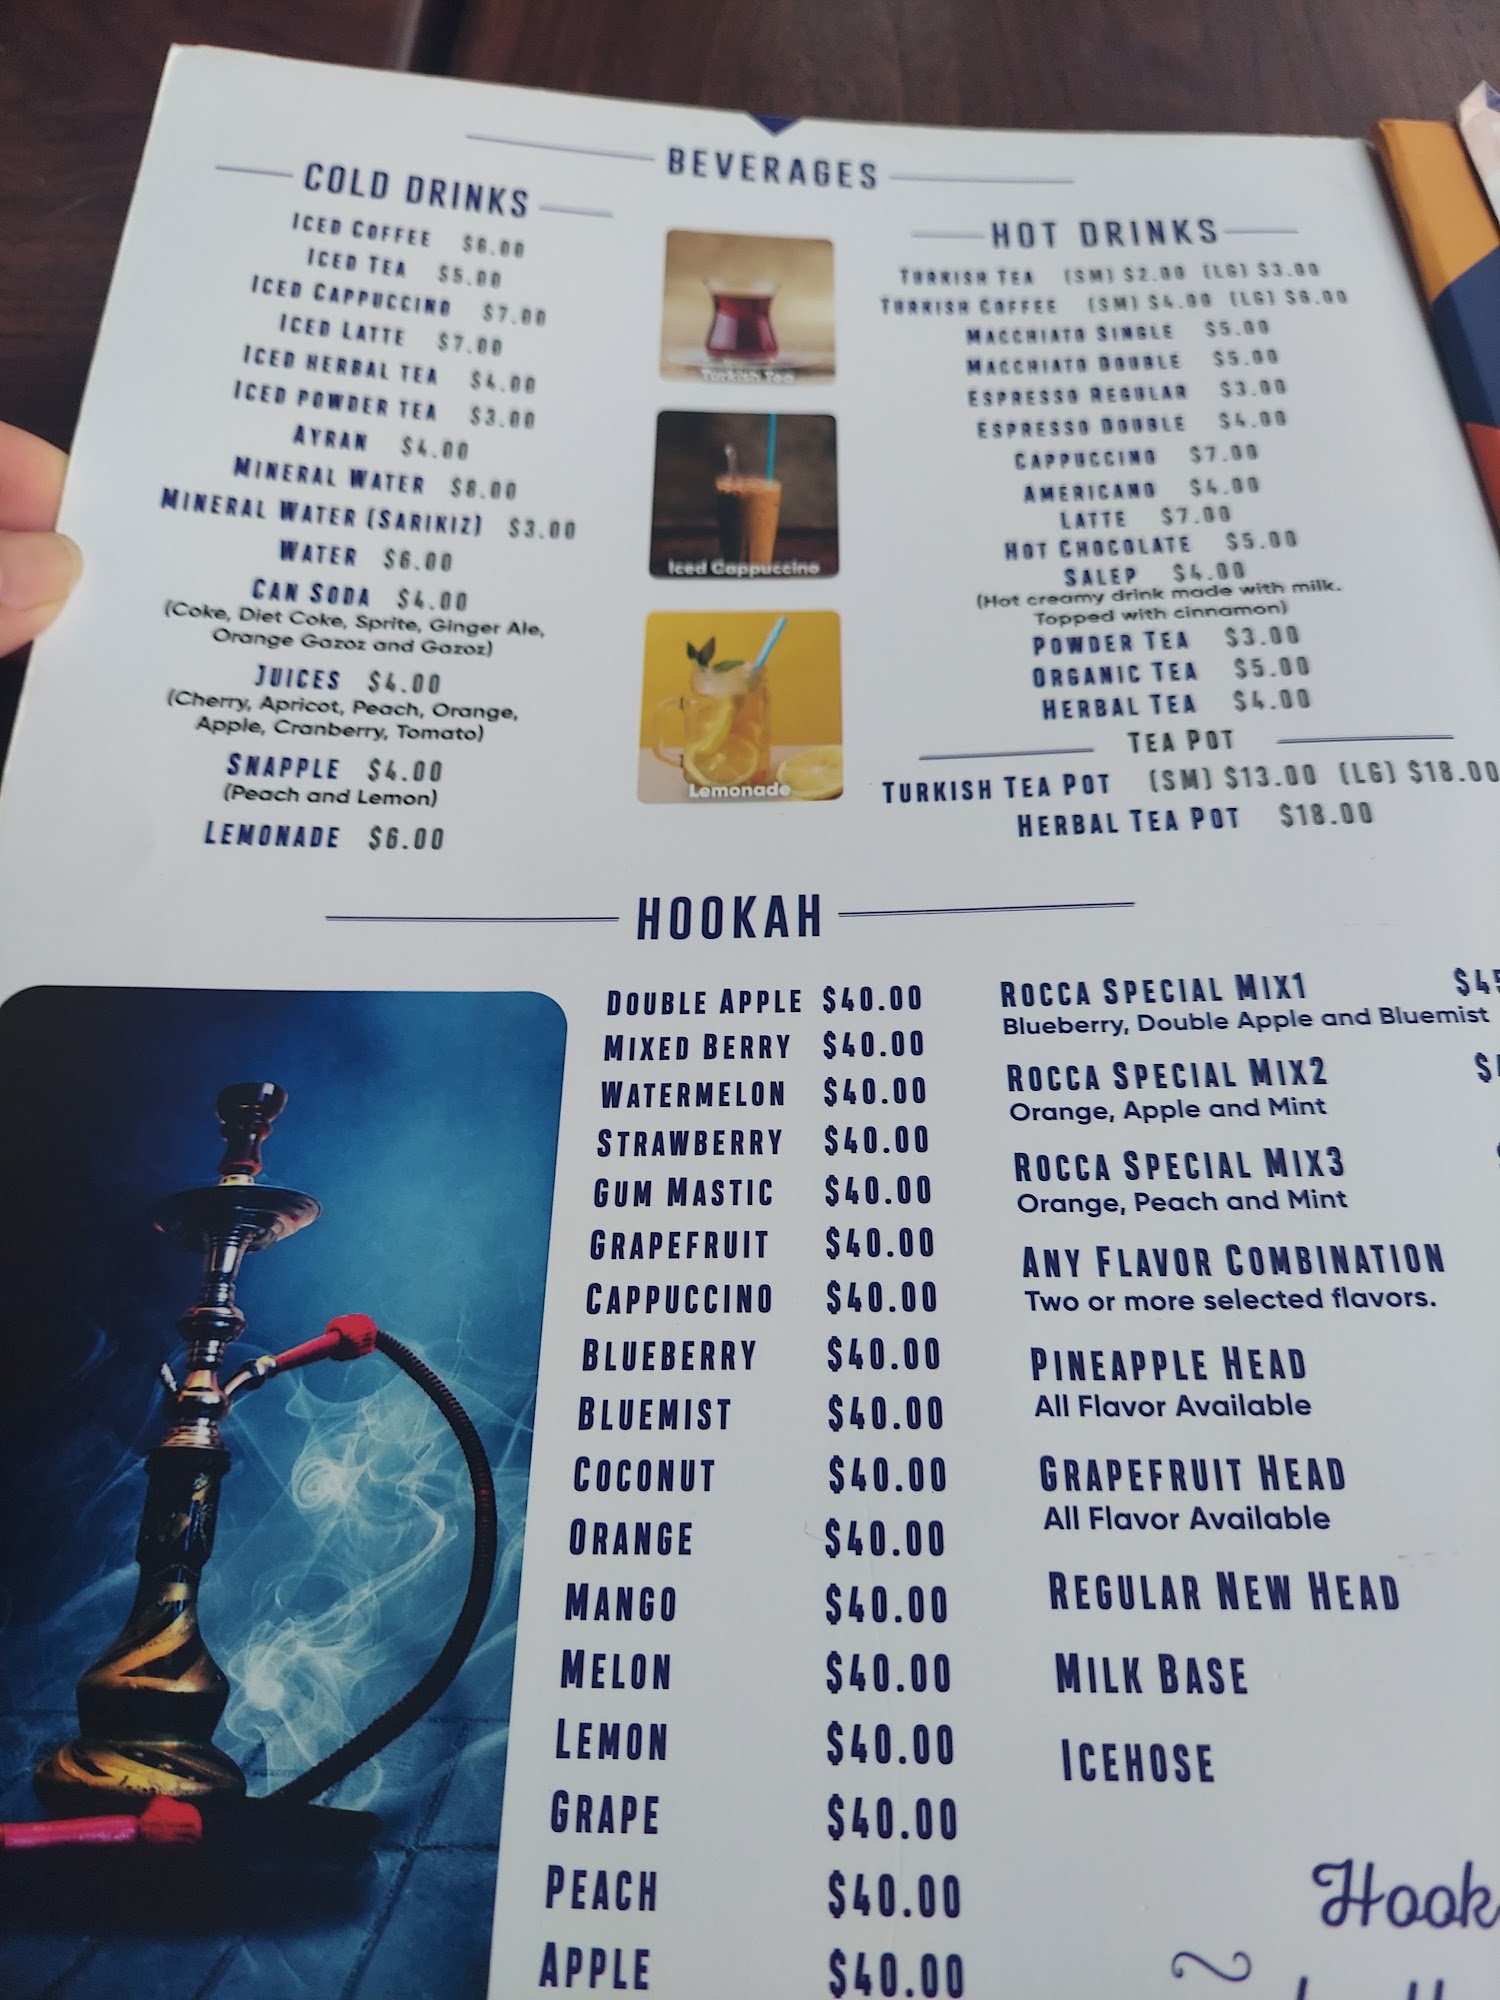 BEVERAGES
COLD DRINKS
ICED COFFEE $6.00
ICED TEA $5.00
ICED CAPPUCCINO $7.00
ICED LATTE $7.00
ICED HERBAL TEA $4.00
ICED POWDER TEA $3.00
AYRAN $4.00
MINERAL WATER $8.00
MINERAL WATER (SARIKIZ) $3.00
WATER $6.00
CAN SODA $4.00
(Coke, Diet Coke, Sprite, Ginger Ale,
Orange Gazoz and Gazoz)
JUICES $4.00
(Cherry, Apricot, Peach, Orange,
Apple, Cranberry, Tomato)
SNAPPLE $4.00
(Peach and Lemon)
LEMONADE $6.00
Turkish Tea
Iced Cappuccino
Lemonade
HOT DRINKS
TURKISH TEA (SM) $2.00 (LG) $3.00
TURKISH COFFEE (SM) $4.00 (LG) $6.00
MACCHIATO SINGLE $5.00
MACCHIATO DOUBLE $5.00
ESPRESSO REGULAR $3.00
ESPRESSO DOUBLE $4.00
CAPPUCCINO $7.00
AMERICANO $4.00
LATTE $7.00
HOT CHOCOLATE $5.00
SALEP $4.00
(Hot creamy drink made with milk.
Topped with cinnamon)
POWDER TEA $3.00
ORGANIC TEA $5.00
HERBAL TEA $4.00
TEA POT
TURKISH TEA POT (SM) $13.00 (LG) $18.00
HERBAL TEA POT $18.00
HOOKAH
DOUBLE APPLE $40.00
MIXED BERRY $40.00
WATERMELON $40.00
STRAWBERRY $40.00
GUM MASTIC $40.00
GRAPEFRUIT $40.00
CAPPUCCINO $40.00
BLUEBERRY $40.00
BLUEMIST $40.00
COCONUT $40.00
ORANGE $40.00
MANGO $40.00
MELON $40.00
LEMON $40.00
GRAPE $40.00
PEACH $40.00
APPLE $40.00
ROCCA SPECIAL MIX1
Blueberry, Double Apple and Bluemist
ROCCA SPECIAL MIX2
Orange, Apple and Mint
ROCCA SPECIAL MIX3
Orange, Peach and Mint
ANY FLAVOR COMBINATION
Two or more selected flavors.
PINEAPPLE HEAD
All Flavor Available
GRAPEFRUIT HEAD
All Flavor Available
REGULAR NEW HEAD
MILK BASE
ICEHOSE
Hook